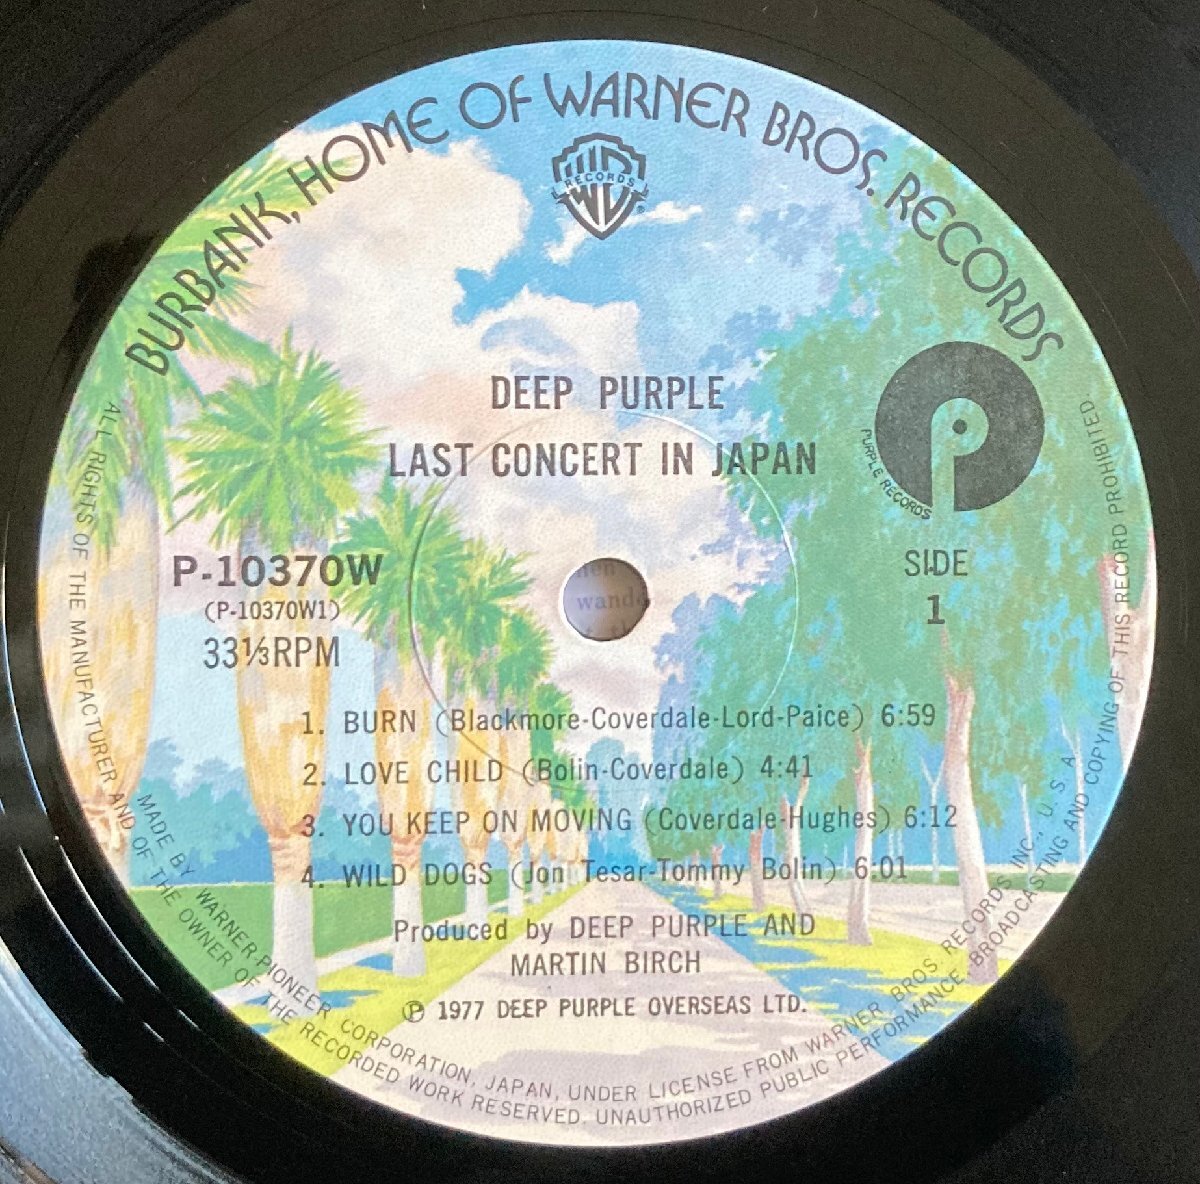 BURBANK, HOME OF WARNER BROS. RECORDS
RECORDS
DEEP PURPLE
LAST CONCERT IN JAPAN
PURPLE RECORDS
P-10370W
(P-10370W1)
33⅓RPM
SIDE
1
wand
1. BURN (Blackmore-Coverdale-Lord-Paice) 6:59
2. LOVE CHILD (Bolin-Coverdale) 4:41
3. YOU KEEP ON MOVING (Coverdale-Hughes) 6:12
4. WILD DOGS (Jon Tesar-Tommy Bolin) 6:01
Produced by DEEP PURPLE AND
MARTIN BIRCH
Ⓟ 1977 DEEP PURPLE OVERSEAS LTD.
MADE BY WARNER-PIONEER CORPORATION, JAPAN, UNDER LICENSE FROM WARNER BROS. RECORDS INC., U.S.A
ALL RIGHTS OF THE MANUFACTURER AND OF THE OWNER OF THE RECORDED WORK RESERVED. UNAUTHORIZED PUBLIC PERFORMANCE, BROADCASTING AND COPYING OF THIS RECORD PROHIBITED